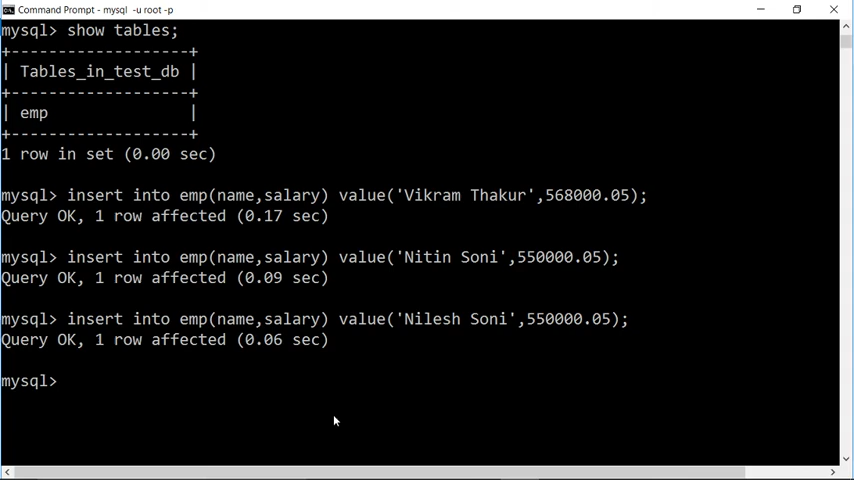 Command Prompt - mysql -u root -p
mysql> show tables;
+-------------------+
| Tables_in_test_db |
+-------------------+
| emp               |
+-------------------+
1 row in set (0.00 sec)
mysql> insert into emp(name,salary) value('Vikram Thakur',568000.05);
Query OK, 1 row affected (0.17 sec)
mysql> insert into emp(name,salary) value('Nitin Soni',550000.05);
Query OK, 1 row affected (0.09 sec)
mysql> insert into emp(name,salary) value('Nilesh Soni',550000.05);
Query OK, 1 row affected (0.06 sec)
mysql>